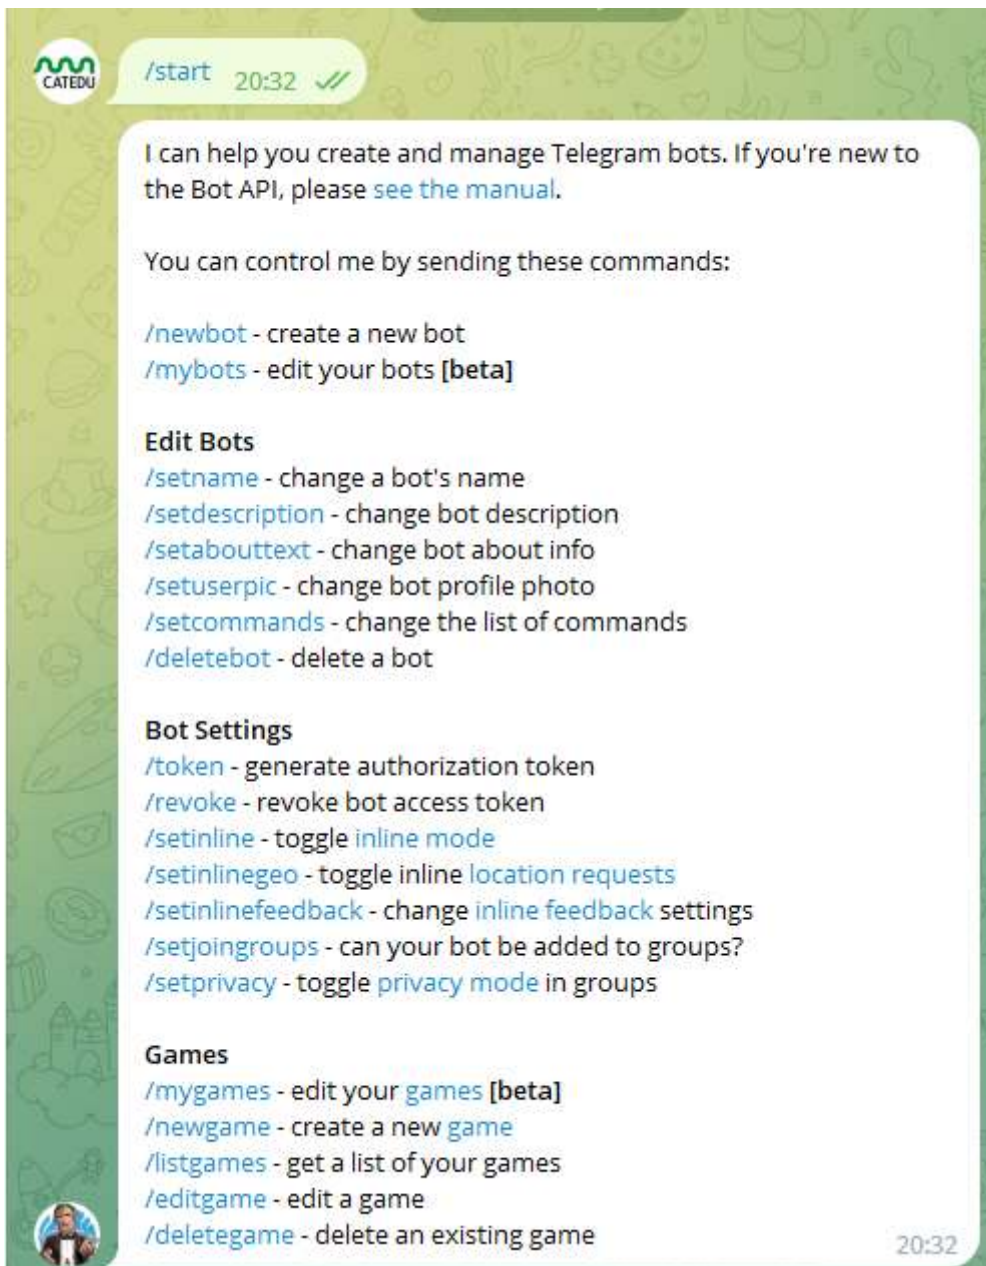 CATEDU
/start 20:32
I can help you create and manage Telegram bots. If you're new to
the Bot API, please see the manual.
You can control me by sending these commands:
/newbot - create a new bot
/mybots - edit your bots [beta]
Edit Bots
/setname - change a bot's name
/setdescription - change bot description
/setabouttext - change bot about info
/setuserpic - change bot profile photo
/setcommands - change the list of commands
/deletebot - delete a bot
Bot Settings
/token - generate authorization token
/revoke - revoke bot access token
/setinline - toggle inline mode
/setinlinegeo - toggle inline location requests
/setinlinefeedback - change inline feedback settings
/setjoingroups - can your bot be added to groups?
/setprivacy - toggle privacy mode in groups
Games
/mygames - edit your games [beta]
/newgame - create a new game
/listgames - get a list of your games
/editgame - edit a game
/deletegame - delete an existing game
20:32